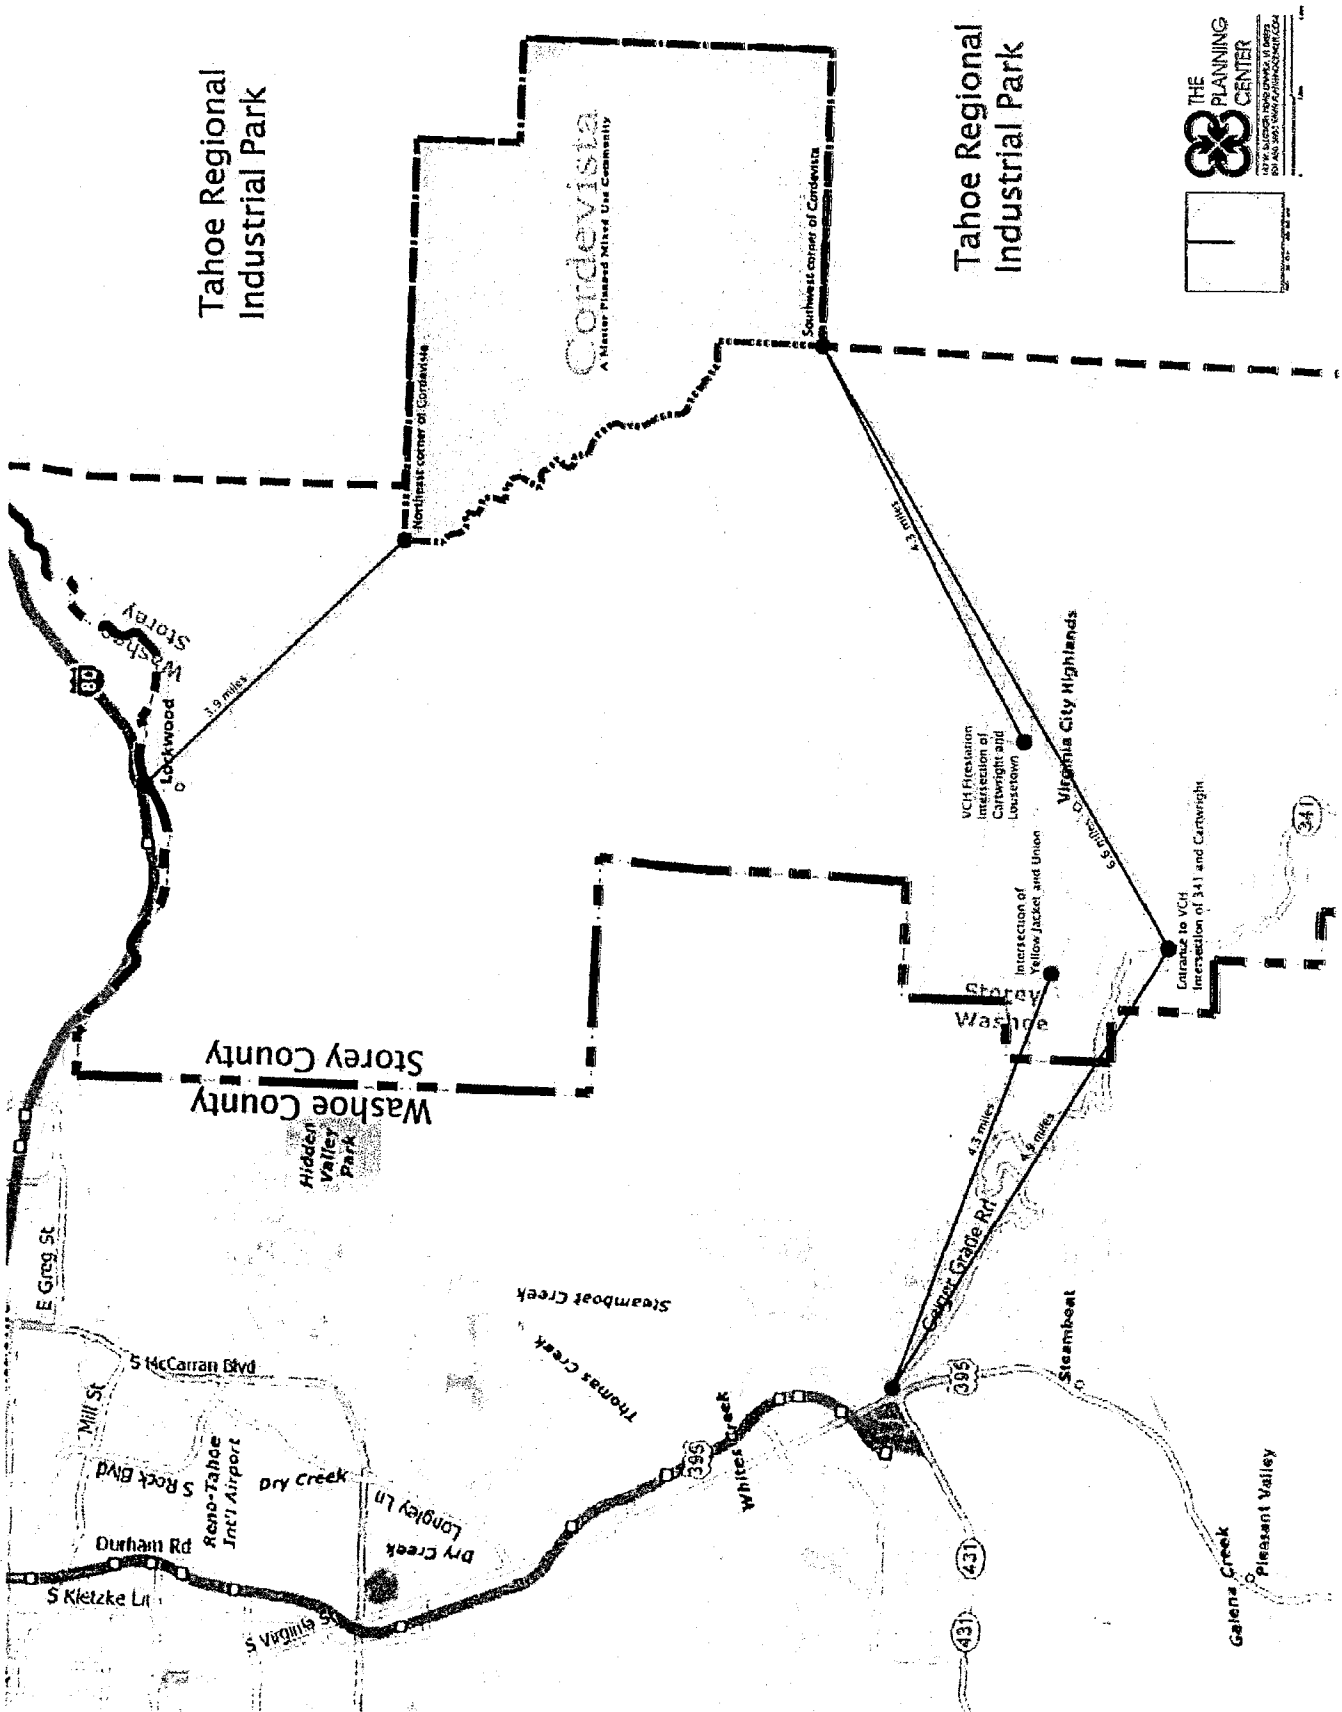 Tahoe Regional
Industrial Park
Cordevista
A Master Planned Mixed Use Community
Northeast corner of Cordevista
Southwest corner of Cordevista
Tahoe Regional
Industrial Park
THE
PLANNING
CENTER
80
Washoe
Storey
Lockwood
3.9 miles
4.3 miles
VCH Firestation
Intersection of
Cartwright and
Lousetown
Virginia City Highlands
6.6 miles
Intersection of
Yellow Jacket and Union
Entrance to VCH
Intersection of 341 and Cartwright
341
Storey
Washoe
Storey County
Washoe County
Hidden
Valley
Park
4.3 miles
4.9 miles
Geiger Grade Rd
E Greg St
S McCarran Blvd
Mill St
S Rock Blvd
Reno-Tahoe
Int'l Airport
Dry Creek
Longley Ln
Dry Creek
Durham Rd
S Kietzke Ln
S Virginia St
Steamboat Creek
Thomas Creek
Whites Creek
395
395
Steamboat
431
431
Galena Creek
Pleasant Valley